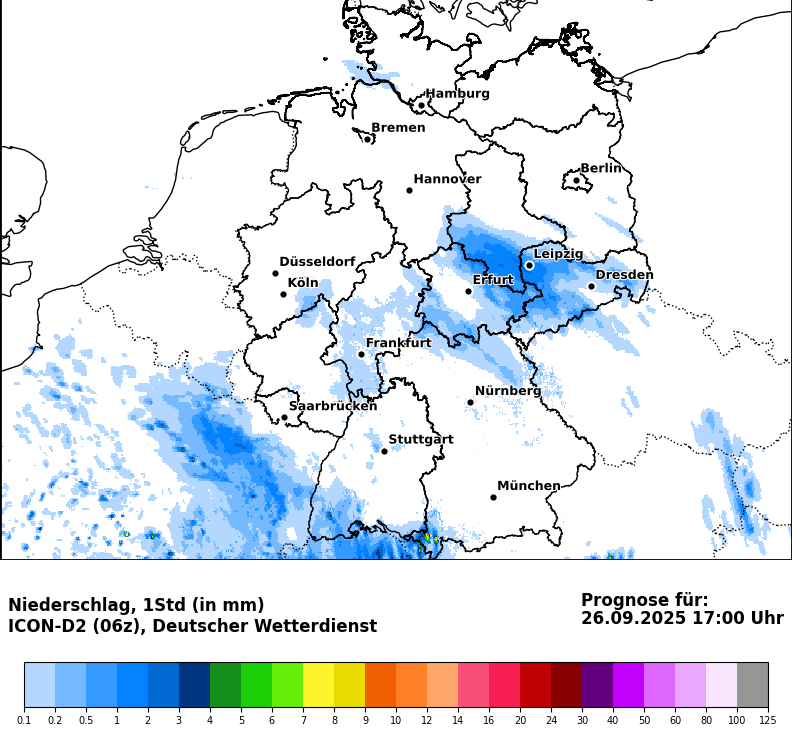 Hamburg
Bremen
Berlin
Hannover
Leipzig
Düsseldorf
Dresden
Köln
Erfurt
Frankfurt
Nürnberg
Saarbrücken
Stuttgart
München
Niederschlag, 1Std (in mm)
ICON-D2 (06z), Deutscher Wetterdienst
Prognose für:
26.09.2025 17:00 Uhr
0.1 0.2 0.5 1 2 3 4 5 6 7 8 9 10 12 14 16 20 24 30 40 50 60 80 100 125